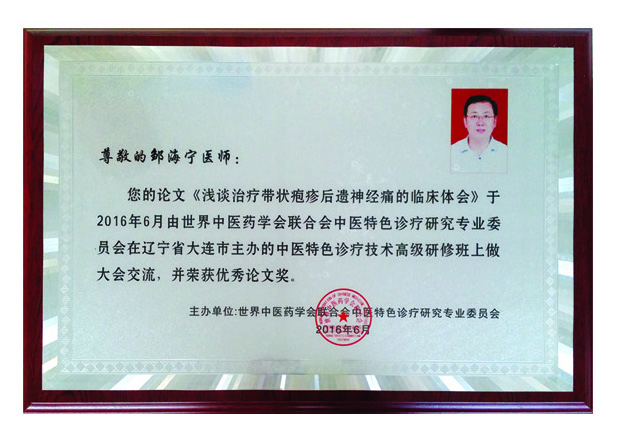 尊敬的邹海宁医师：
您的论文《浅谈治疗带状疱疹后遗神经痛的临床体会》于
2016年6月由世界中医药学会联合会中医特色诊疗研究专业委
员会在辽宁省大连市主办的中医特色诊疗技术高级研修班上做
大会交流，并荣获优秀论文奖。
主办单位:世界中医药学会联合会中医特色诊疗研究专业委员会
2016年6月